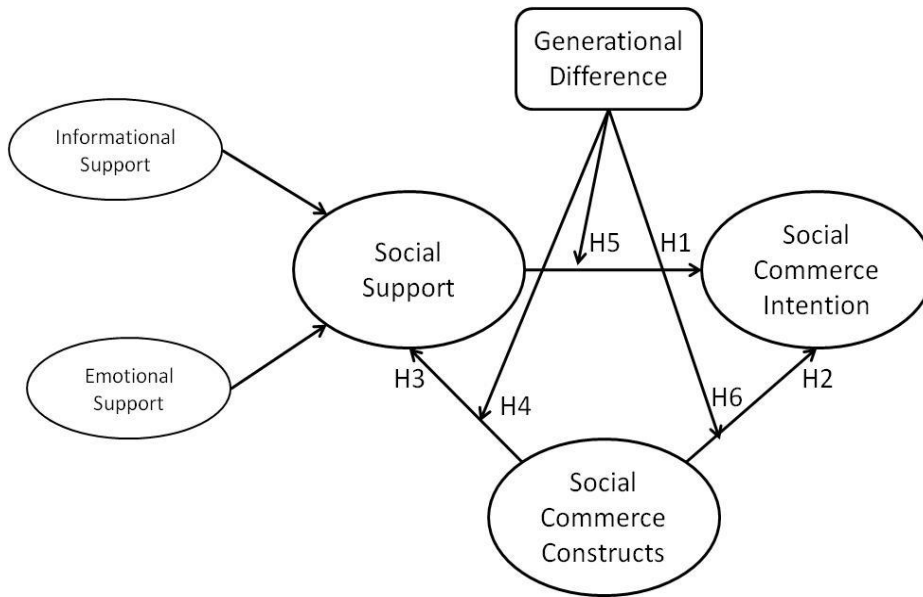 Generational
Difference
Informational
Support
Emotional
Support
Social
Support
H5
H1
Social
Commerce
Intention
H3
H4
H6
H2
Social
Commerce
Constructs